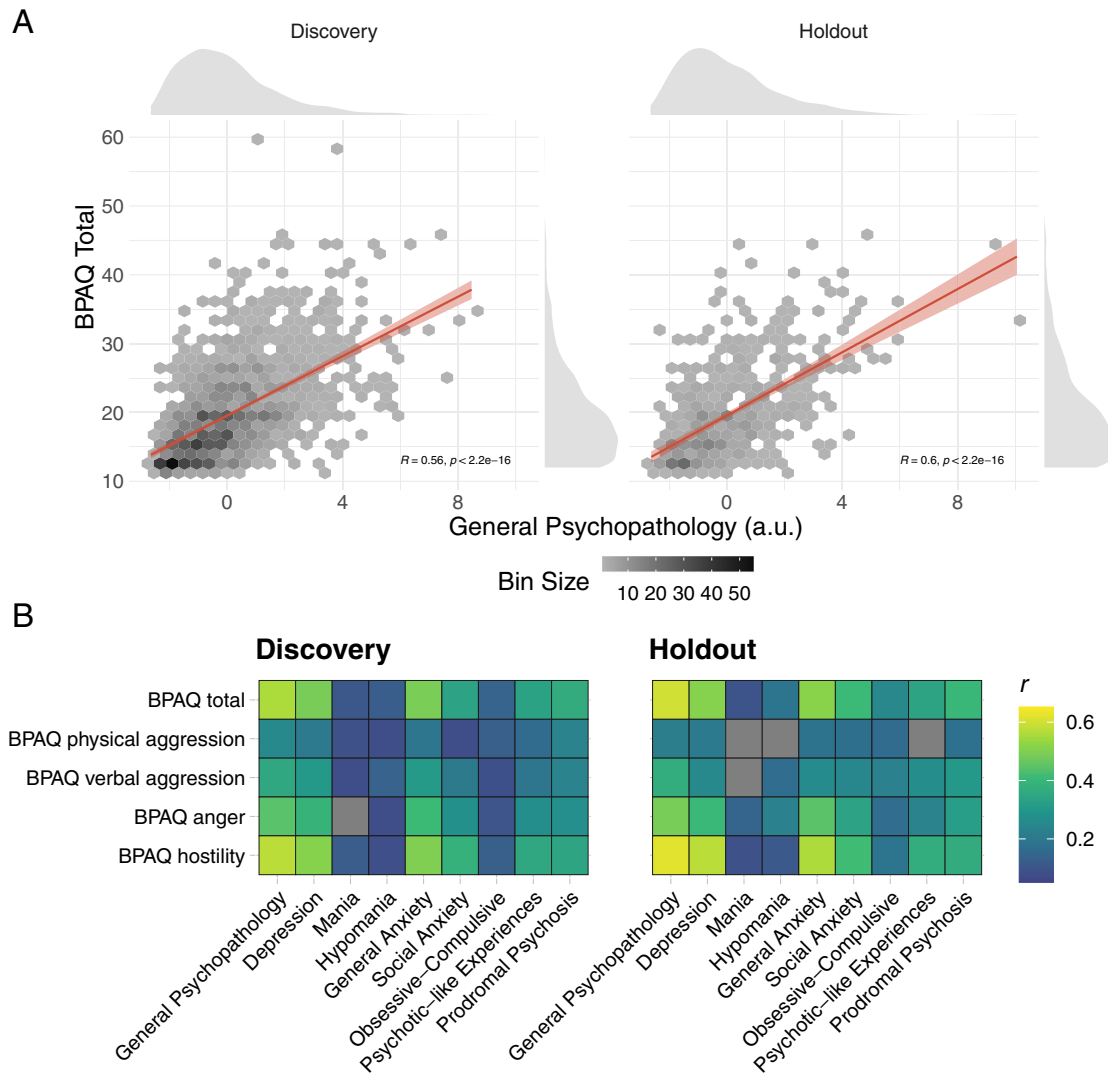 A
Discovery
Holdout
60
50
40
30
20
10
BPAQ Total
R = 0.56, p < 2.2e−16
R = 0.6, p < 2.2e−16
0
4
8
0
4
8
General Psychopathology (a.u.)
Bin Size
10 20 30 40 50
B
Discovery
Holdout
BPAQ total
BPAQ physical aggression
BPAQ verbal aggression
BPAQ anger
BPAQ hostility
r
0.6
0.4
0.2
General Psychopathology
Depression
Mania
Hypomania
General Anxiety
Social Anxiety
Obsessive−Compulsive
Psychotic−like Experiences
Prodromal Psychosis
General Psychopathology
Depression
Mania
Hypomania
General Anxiety
Social Anxiety
Obsessive−Compulsive
Psychotic−like Experiences
Prodromal Psychosis